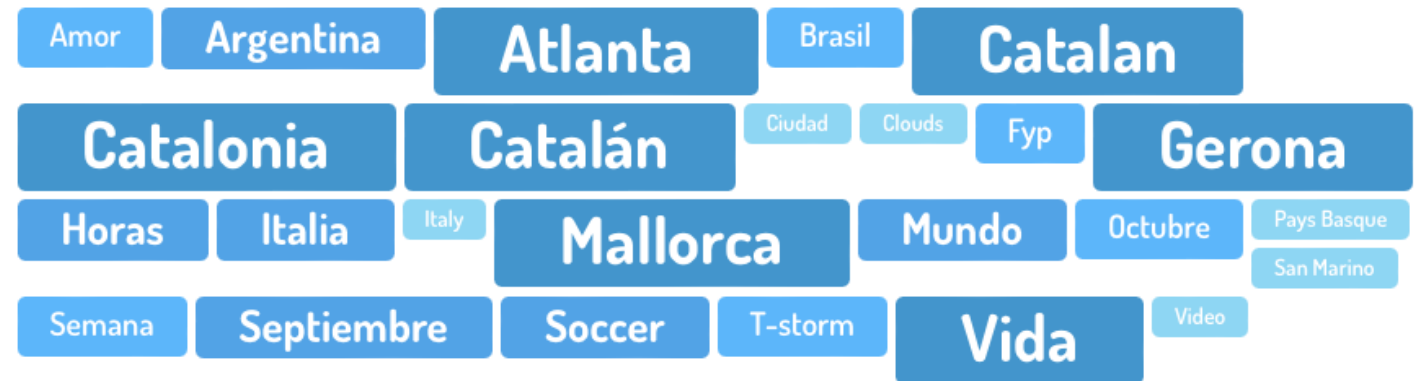 Amor Argentina Atlanta Brasil Catalan
Catalonia Catalán Ciudad Clouds Fyp Gerona
Horas Italia Italy Mallorca Mundo Octubre Pays Basque
San Marino
Semana Septiembre Soccer T-storm Vida Video